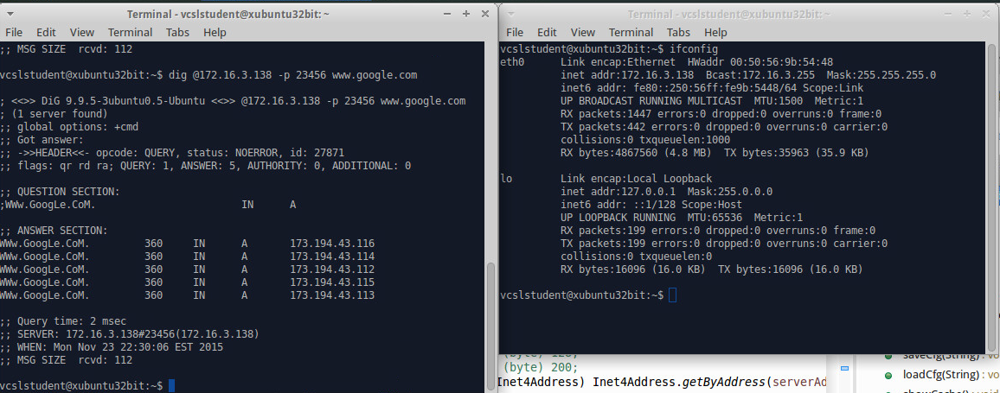 Terminal - vcslstudent@xubuntu32bit: ~
File Edit View Terminal Tabs Help
;; MSG SIZE  rcvd: 112
vcslstudent@xubuntu32bit:~$ dig @172.16.3.138 -p 23456 www.google.com
; <<>> DiG 9.9.5-3ubuntu0.5-Ubuntu <<>> @172.16.3.138 -p 23456 www.google.com
; (1 server found)
;; global options: +cmd
;; Got answer:
;; ->>HEADER<<- opcode: QUERY, status: NOERROR, id: 27871
;; flags: qr rd ra; QUERY: 1, ANSWER: 5, AUTHORITY: 0, ADDITIONAL: 0
;; QUESTION SECTION:
;WWw.GoogLe.CoM. IN A
;; ANSWER SECTION:
WWw.GoogLe.CoM. 360 IN A 173.194.43.116
WWw.GoogLe.CoM. 360 IN A 173.194.43.114
WWw.GoogLe.CoM. 360 IN A 173.194.43.112
WWw.GoogLe.CoM. 360 IN A 173.194.43.115
WWw.GoogLe.CoM. 360 IN A 173.194.43.113
;; Query time: 2 msec
;; SERVER: 172.16.3.138#23456(172.16.3.138)
;; WHEN: Mon Nov 23 22:30:06 EST 2015
;; MSG SIZE  rcvd: 112
vcslstudent@xubuntu32bit:~$
Terminal - vcslstudent@xubuntu32bit: ~
File Edit View Terminal Tabs Help
vcslstudent@xubuntu32bit:~$ ifconfig
eth0 Link encap:Ethernet  HWaddr 00:50:56:9b:54:48
inet addr:172.16.3.138  Bcast:172.16.3.255  Mask:255.255.255.0
inet6 addr: fe80::250:56ff:fe9b:5448/64 Scope:Link
UP BROADCAST RUNNING MULTICAST  MTU:1500  Metric:1
RX packets:1447 errors:0 dropped:0 overruns:0 frame:0
TX packets:442 errors:0 dropped:0 overruns:0 carrier:0
collisions:0 txqueuelen:1000
RX bytes:4867560 (4.8 MB)  TX bytes:35963 (35.9 KB)
lo Link encap:Local Loopback
inet addr:127.0.0.1  Mask:255.0.0.0
inet6 addr: ::1/128 Scope:Host
UP LOOPBACK RUNNING  MTU:65536  Metric:1
RX packets:199 errors:0 dropped:0 overruns:0 frame:0
TX packets:199 errors:0 dropped:0 overruns:0 carrier:0
collisions:0 txqueuelen:0
RX bytes:16096 (16.0 KB)  TX bytes:16096 (16.0 KB)
vcslstudent@xubuntu32bit:~$
(byte) 128;
(byte) 200;
Inet4Address) Inet4Address.getByAddress(serverAd
saveCfg(String) : vo
loadCfg(String) : vo